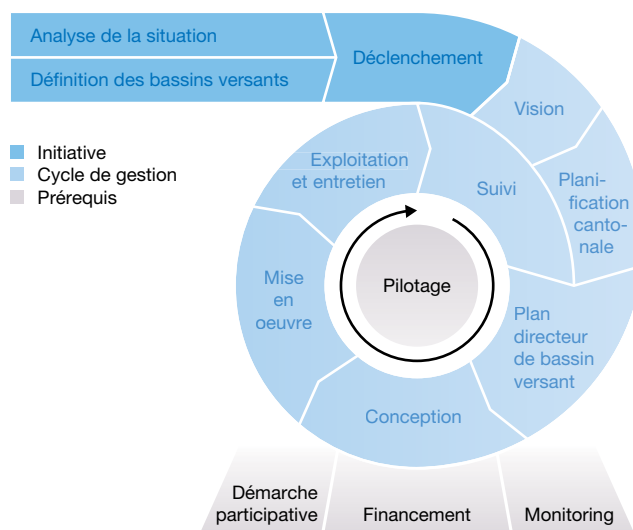 Analyse de la situation
Définition des bassins versants
Déclenchement
Initiative
Cycle de gestion
Prérequis
Vision
Plani-
fication
canto-
nale
Exploitation
et entretien
Suivi
Mise
en
oeuvre
Pilotage
Plan
directeur
de bassin
versant
Conception
Démarche
participative
Financement
Monitoring